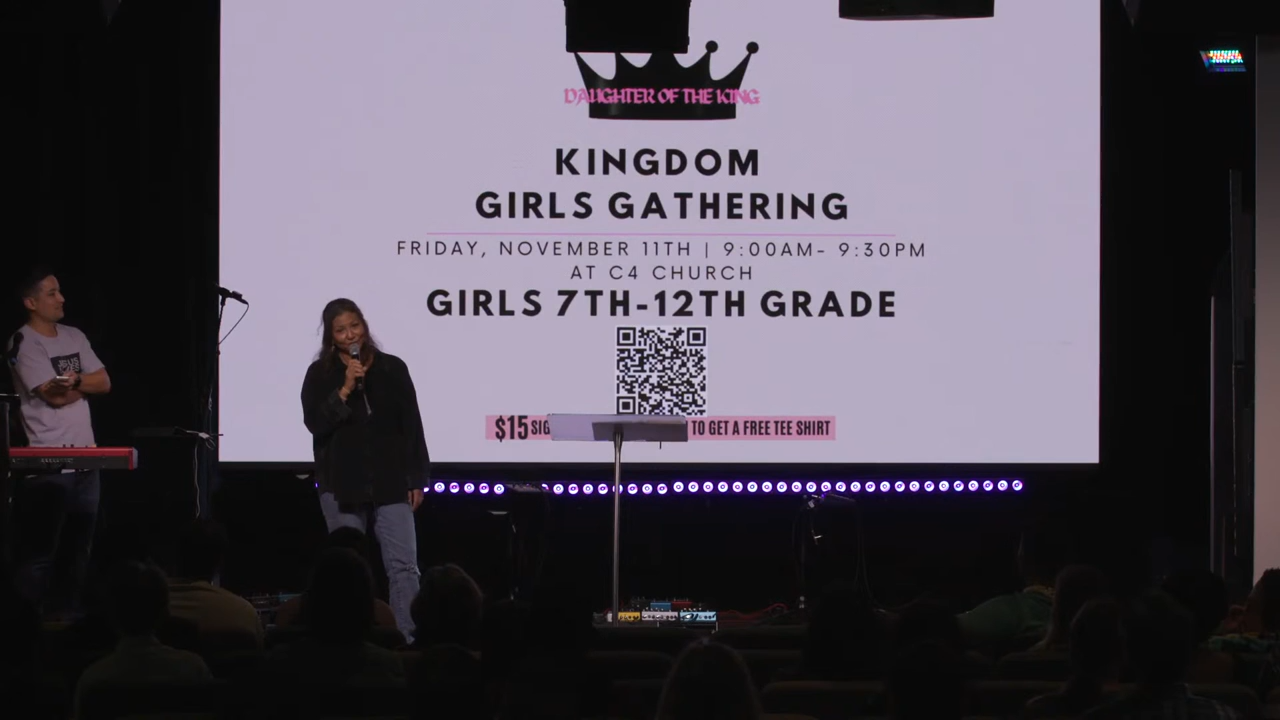 DAUGHTER OF THE KING
KINGDOM
GIRLS GATHERING
FRIDAY, NOVEMBER 11TH | 9:00AM- 9:30PM
AT C4 CHURCH
GIRLS 7TH-12TH GRADE
$15 TO GET A FREE TEE SHIRT